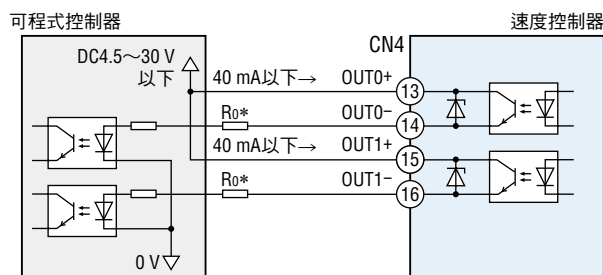 可程式控制器
速度控制器
CN4
DC4.5～30 V
以下
40 mA以下→
OUT0+
13
R0*
OUT0−
14
40 mA以下→
OUT1+
15
R0*
OUT1−
16
0 V